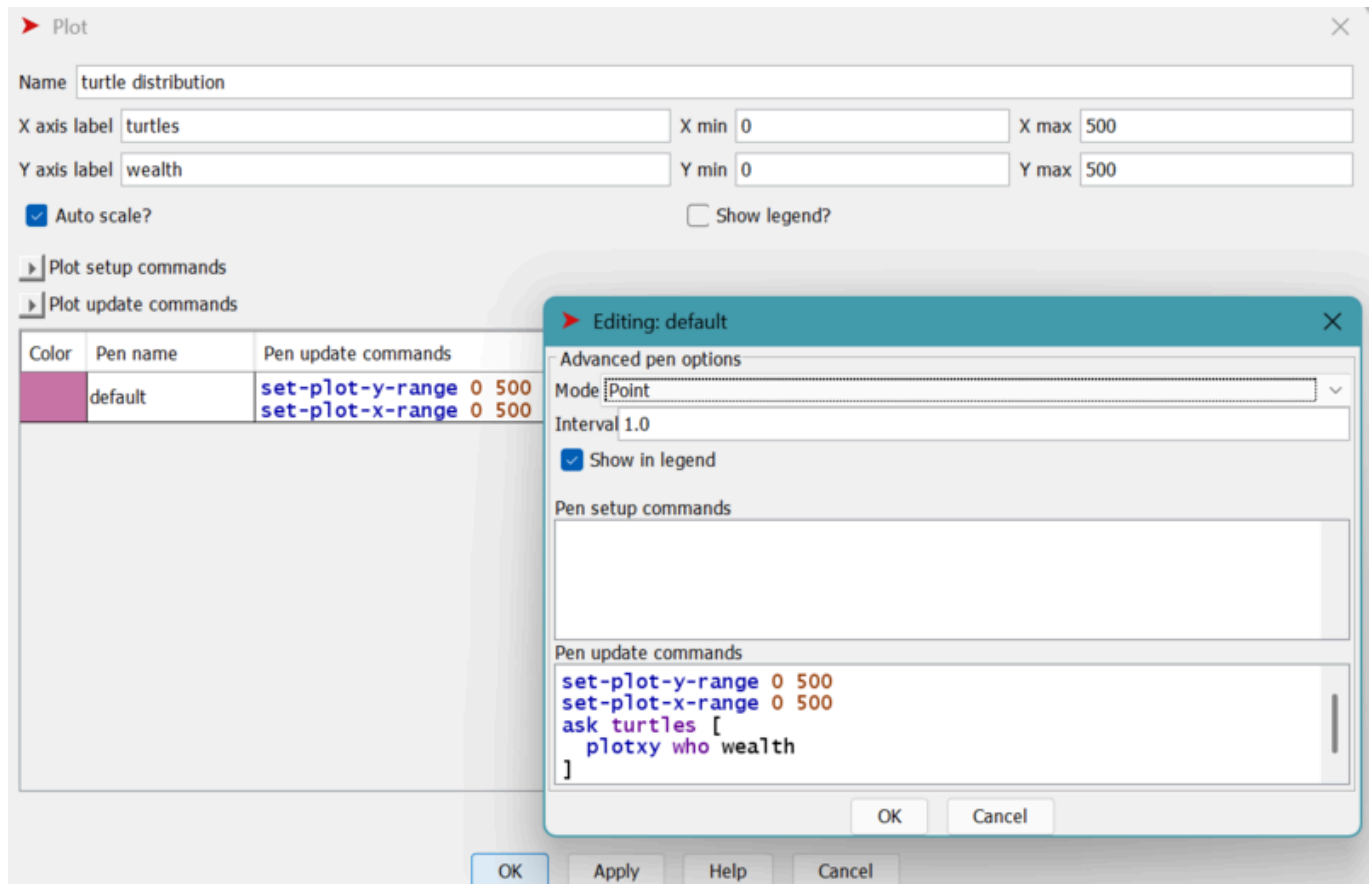 Plot
Name turtle distribution
X axis label turtles X min 0 X max 500
Y axis label wealth Y min 0 Y max 500
Auto scale? Show legend?
Plot setup commands
Plot update commands
Color Pen name Pen update commands
default set-plot-y-range 0 500
set-plot-x-range 0 500
Editing: default
Advanced pen options
Mode Point
Interval 1.0
Show in legend
Pen setup commands
Pen update commands
set-plot-y-range 0 500
set-plot-x-range 0 500
ask turtles [
plotxy who wealth
]
OK Cancel
OK Apply Help Cancel